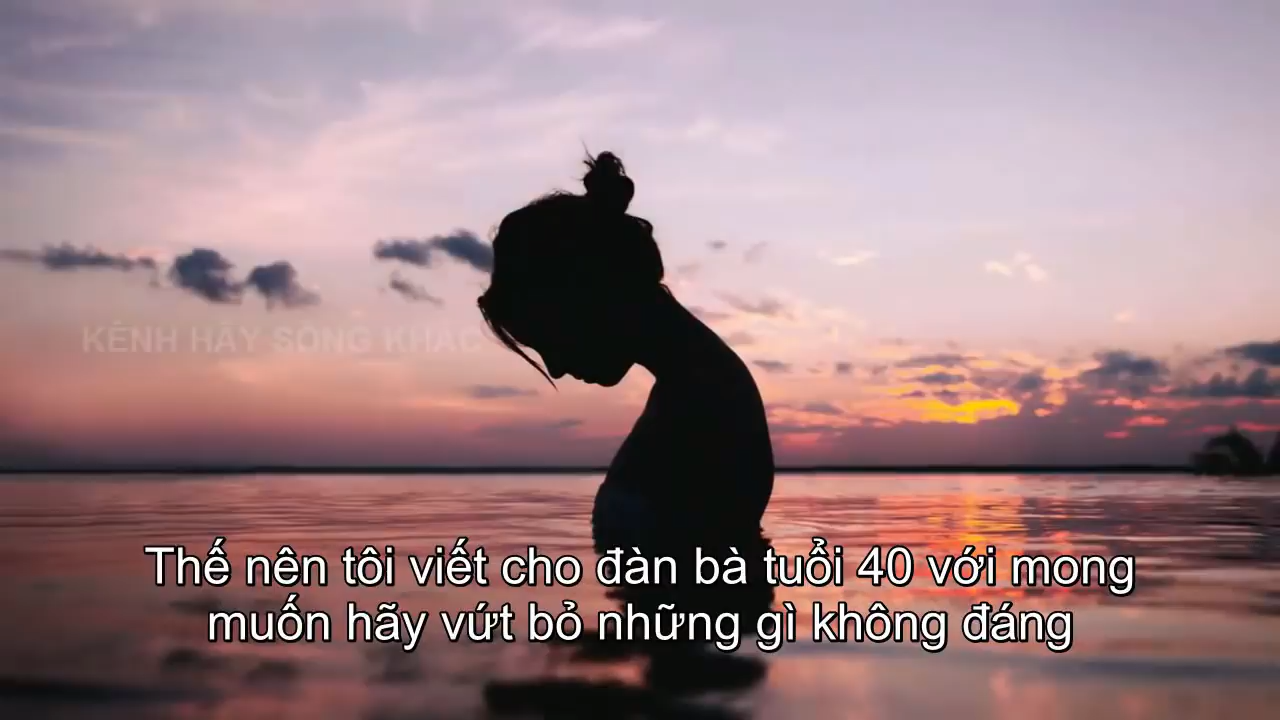 KÊNH HÃY SỐNG KHÁC
Thế nên tôi viết cho đàn bà tuổi 40 với mong
muốn hãy vứt bỏ những gì không đáng